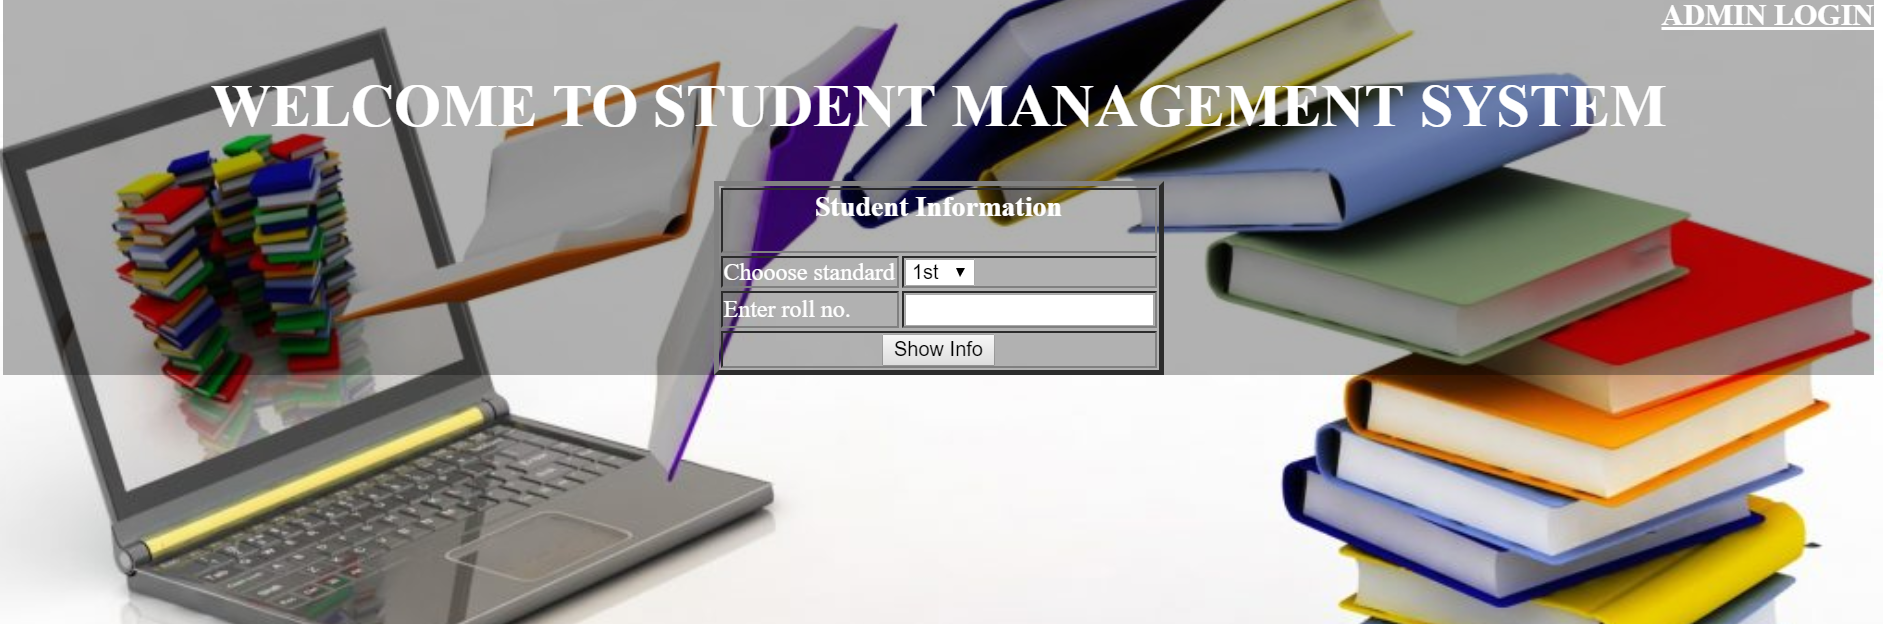 ADMIN LOGIN
WELCOME TO STUDENT MANAGEMENT SYSTEM
Student Information
Chooose standard 1st
Enter roll no.
Show Info